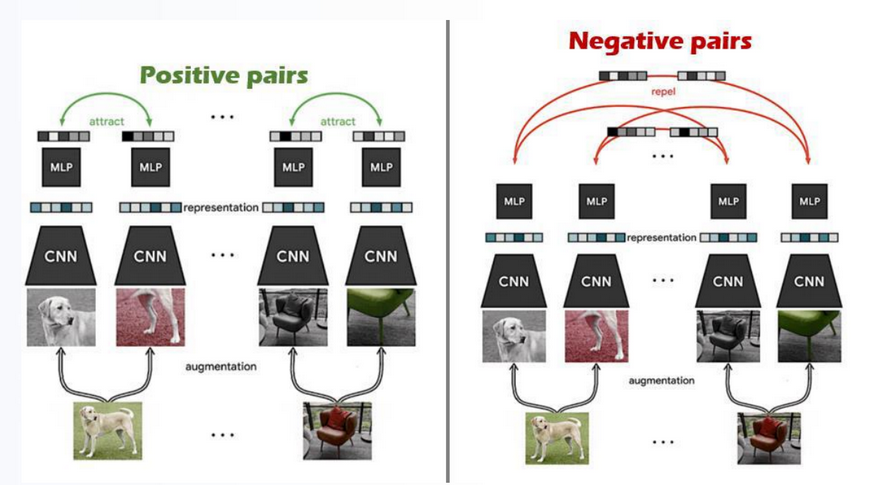 Positive pairs
attract
...
attract
MLP
MLP
MLP
MLP
representation
CNN
CNN
...
CNN
CNN
augmentation
...
Negative pairs
repel
...
MLP
MLP
MLP
MLP
representation
CNN
CNN
...
CNN
CNN
augmentation
...